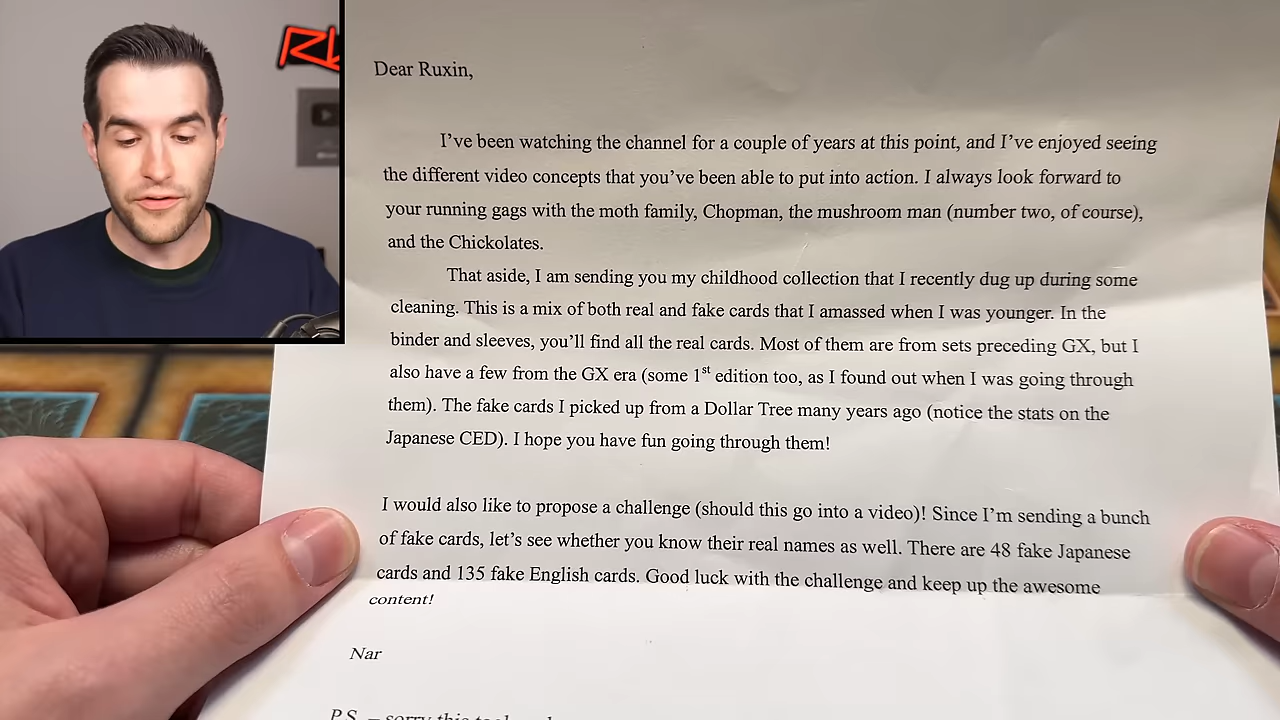 Dear Ruxin,
I've been watching the channel for a couple of years at this point, and I've enjoyed seeing
the different video concepts that you've been able to put into action. I always look forward to
your running gags with the moth family, Chopman, the mushroom man (number two, of course),
and the Chickolates.
That aside, I am sending you my childhood collection that I recently dug up during some
cleaning. This is a mix of both real and fake cards that I amassed when I was younger. In the
binder and sleeves, you'll find all the real cards. Most of them are from sets preceding GX, but I
also have a few from the GX era (some 1st edition too, as I found out when I was going through
them). The fake cards I picked up from a Dollar Tree many years ago (notice the stats on the
Japanese CED). I hope you have fun going through them!
I would also like to propose a challenge (should this go into a video)! Since I'm sending a bunch
of fake cards, let's see whether you know their real names as well. There are 48 fake Japanese
cards and 135 fake English cards. Good luck with the challenge and keep up the awesome
content!
Nar
P.S. – sorry this